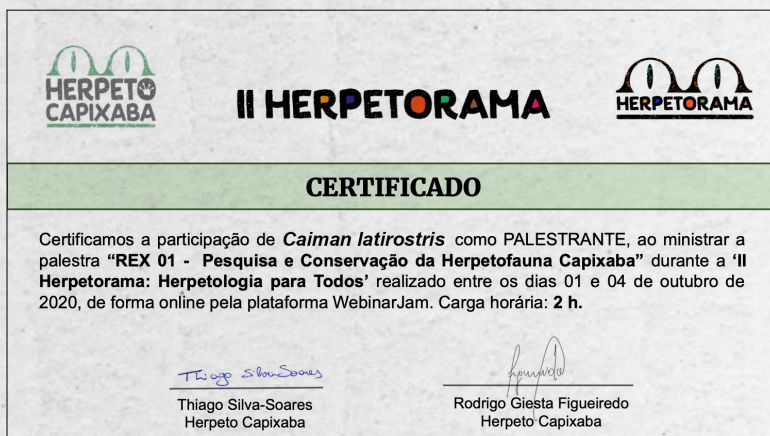 HERPETO
CAPIXABA
II HERPETORAMA
HERPETORAMA
CERTIFICADO
Certificamos a participação de Caiman latirostris como PALESTRANTE, ao ministrar a
palestra “REX 01 - Pesquisa e Conservação da Herpetofauna Capixaba” durante a ‘II
Herpetorama: Herpetologia para Todos’ realizado entre os dias 01 e 04 de outubro de
2020, de forma online pela plataforma WebinarJam. Carga horária: 2 h.
Thiago Silva-Soares
Thiago Silva-Soares
Herpeto Capixaba
Rodrigo Giesta Figueiredo
Herpeto Capixaba